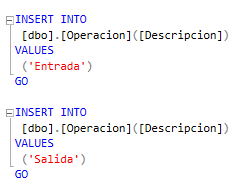 INSERT INTO
[dbo].[Operacion]([Descripcion])
VALUES
('Entrada')
GO
INSERT INTO
[dbo].[Operacion]([Descripcion])
VALUES
('Salida')
GO